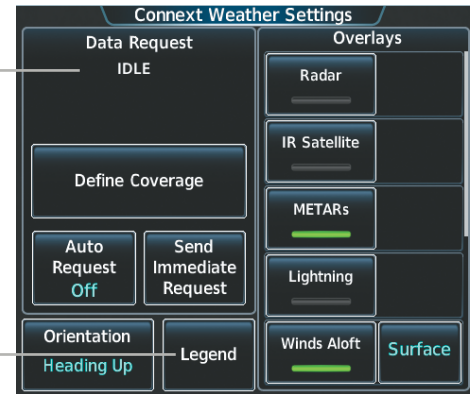 Connext Weather Settings
Data Request
IDLE
Define Coverage
Auto
Request
Off
Send
Immediate
Request
Orientation
Heading Up
Legend
Overlays
Radar
IR Satellite
METARs
Lightning
Winds Aloft
Surface